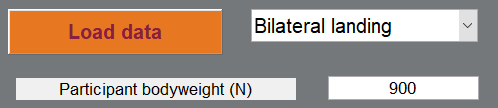 Load data
Bilateral landing
Participant bodyweight (N)
900